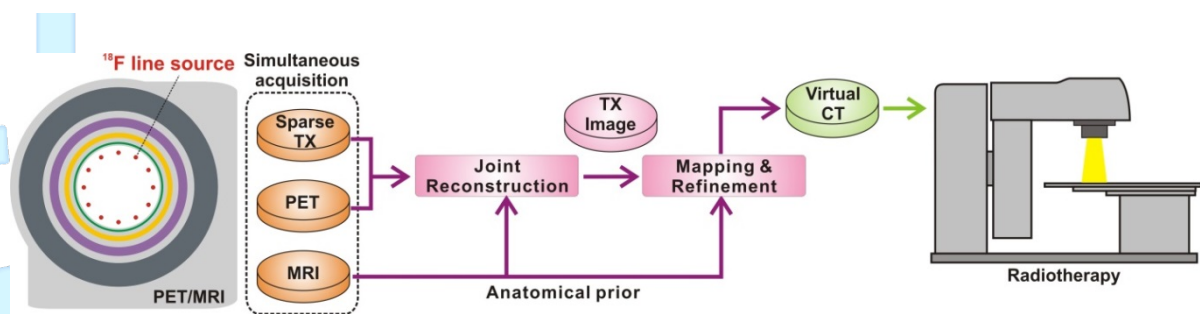 ¹⁸F line source
PET/MRI
Simultaneous
acquisition
Sparse
TX
PET
MRI
Joint
Reconstruction
Anatomical prior
TX
Image
Mapping &
Refinement
Virtual
CT
Radiotherapy